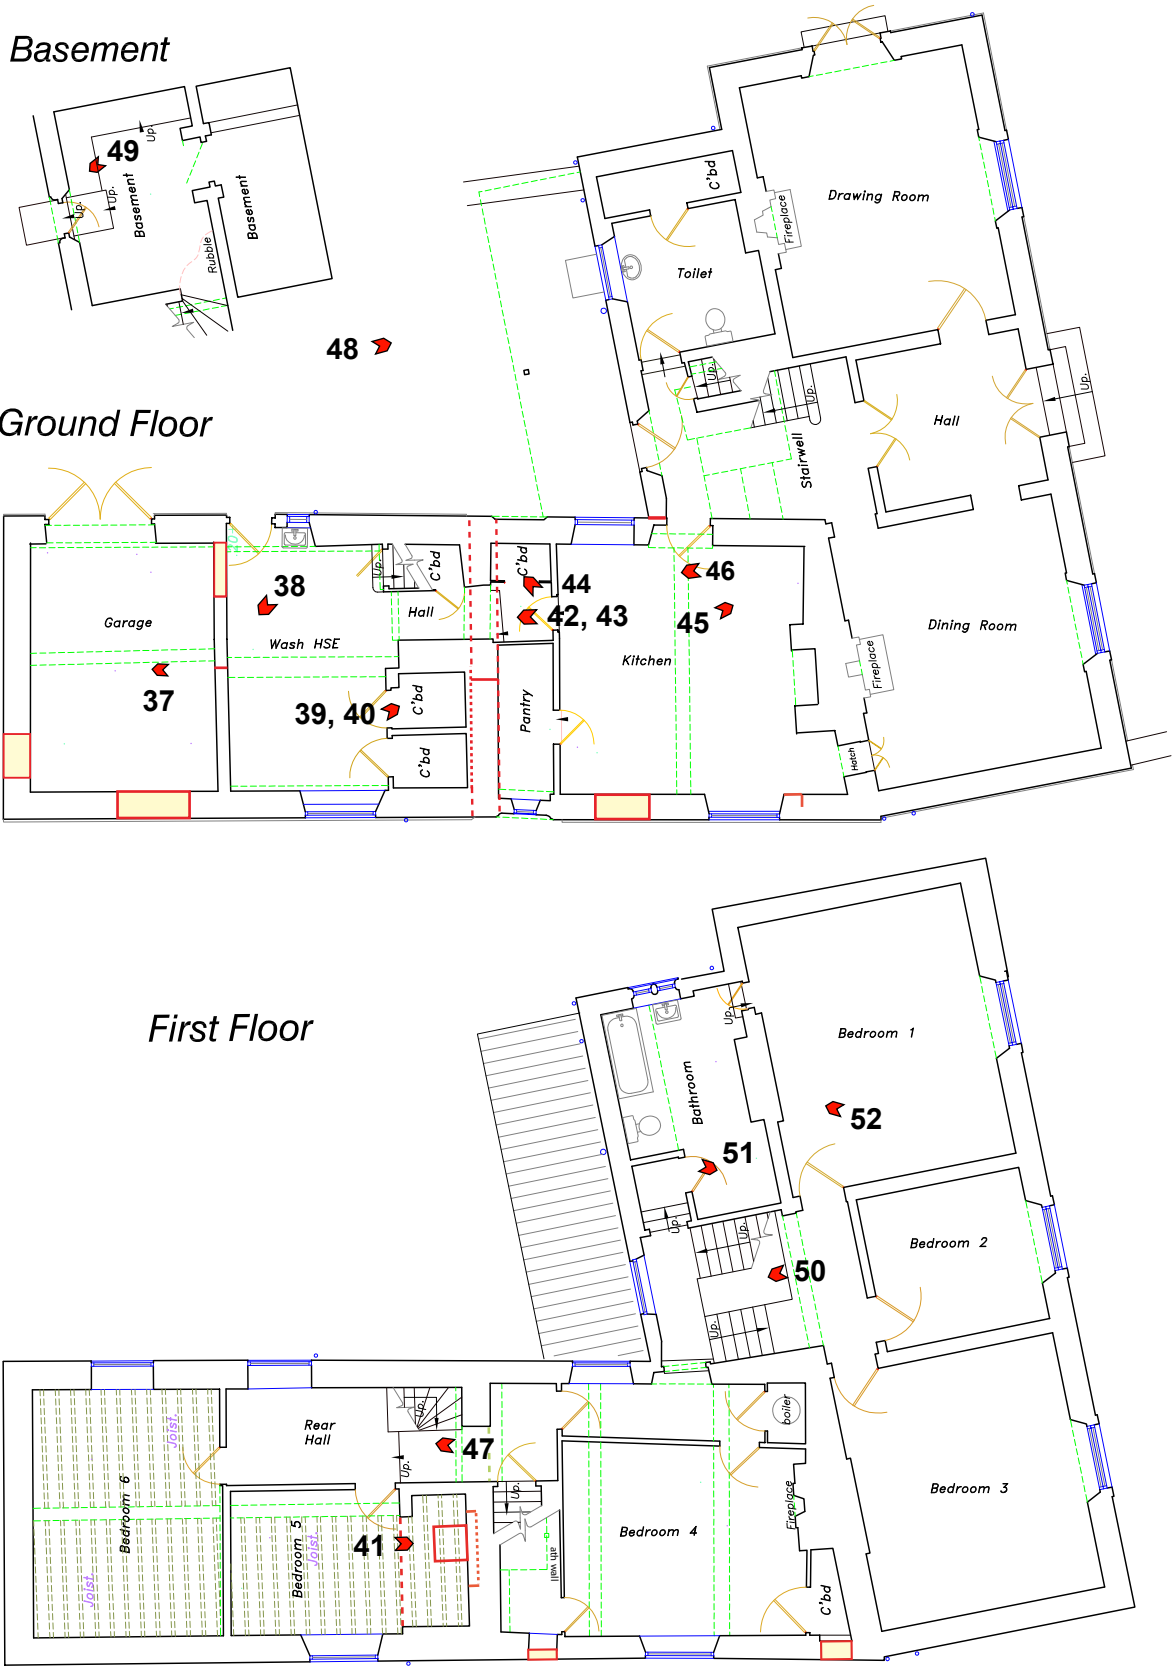 Basement
Up.
49
Up.
Up.
Basement
Basement
Rubble
C'bd
Drawing Room
Fireplace
Toilet
48
Ground Floor
Up.
Up.
Up.
Hall
Stairwell
C'bd
C'bd
Up.
44
46
38
42, 43
45
Garage
Hall
Wash HSE
Kitchen
Dining Room
Fireplace
37
39, 40
C'bd
Pantry
C'bd
Hatch
First Floor
Up.
Bedroom 1
Bathroom
52
51
Up.
Up.
Bedroom 2
50
Up.
Joist.
Rear
Hall
Up.
boiler
47
Up.
Up.
Bedroom 6
Bedroom 5
Joist.
Fireplace
Bedroom 3
Bedroom 4
41
ath wall
Joist.
C'bd